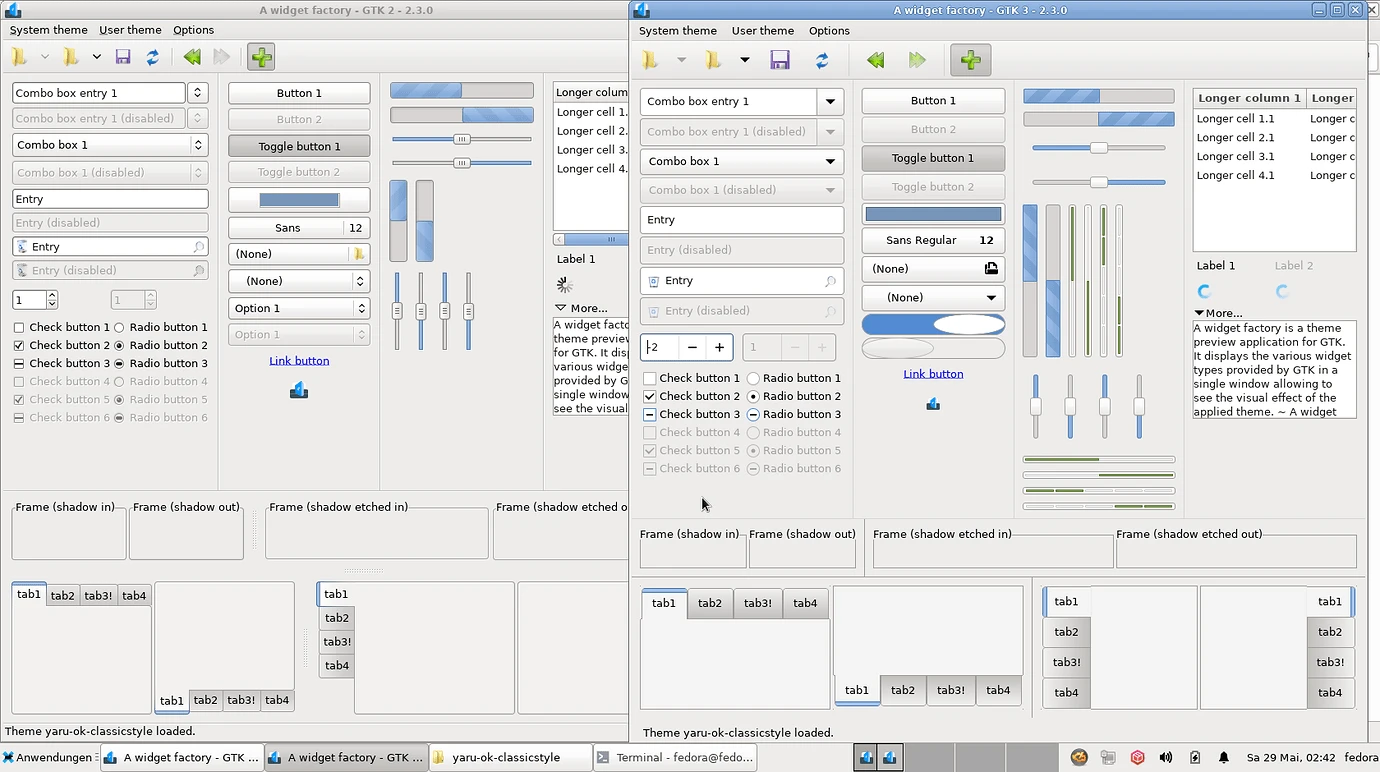 A widget factory - GTK 2 - 2.3.0
System theme User theme Options
Combo box entry 1
Combo box entry 1 (disabled)
Combo box 1
Combo box 1 (disabled)
Entry
Entry (disabled)
Entry
Entry (disabled)
1 1
Check button 1 Radio button 1
Check button 2 Radio button 2
Check button 3 Radio button 3
Check button 4 Radio button 4
Check button 5 Radio button 5
Check button 6 Radio button 6
Button 1
Button 2
Toggle button 1
Toggle button 2
Sans 12
(None)
(None)
Option 1
Option 1
Link button
Longer colum
Longer cell 1.
Longer cell 2.
Longer cell 3.
Longer cell 4.
Label 1
More...
A widget facto
theme preview
for GTK. It disp
various widge
provided by G
single window
see the visual
Frame (shadow in) Frame (shadow out) Frame (shadow etched in) Frame (shadow etched o
tab1 tab2 tab3! tab4
tab1 tab2 tab3! tab4
tab1
tab2
tab3!
tab4
Theme yaru-ok-classicstyle loaded.
A widget factory - GTK 3 - 2.3.0
System theme User theme Options
Combo box entry 1
Combo box entry 1 (disabled)
Combo box 1
Combo box 1 (disabled)
Entry
Entry (disabled)
Entry
Entry (disabled)
-2 − + 1 − +
Check button 1 Radio button 1
Check button 2 Radio button 2
Check button 3 Radio button 3
Check button 4 Radio button 4
Check button 5 Radio button 5
Check button 6 Radio button 6
Button 1
Button 2
Toggle button 1
Toggle button 2
Sans Regular 12
(None)
(None)
Link button
Longer column 1 Longer
Longer cell 1.1 Longer c
Longer cell 2.1 Longer c
Longer cell 3.1 Longer c
Longer cell 4.1 Longer c
Label 1 Label 2
More...
A widget factory is a theme
preview application for GTK.
It displays the various widget
types provided by GTK in a
single window allowing to
see the visual effect of the
applied theme. ~ A widget
Frame (shadow in) Frame (shadow out) Frame (shadow etched in) Frame (shadow etched out)
tab1 tab2 tab3! tab4
tab1 tab2 tab3! tab4
tab1
tab2
tab3!
tab4
tab1
tab2
tab3!
tab4
Theme yaru-ok-classicstyle loaded.
Anwendungen A widget factory - GTK ... A widget factory - GTK ... yaru-ok-classicstyle Terminal - fedora@fedo... Sa 29 Mai, 02:42 fedora